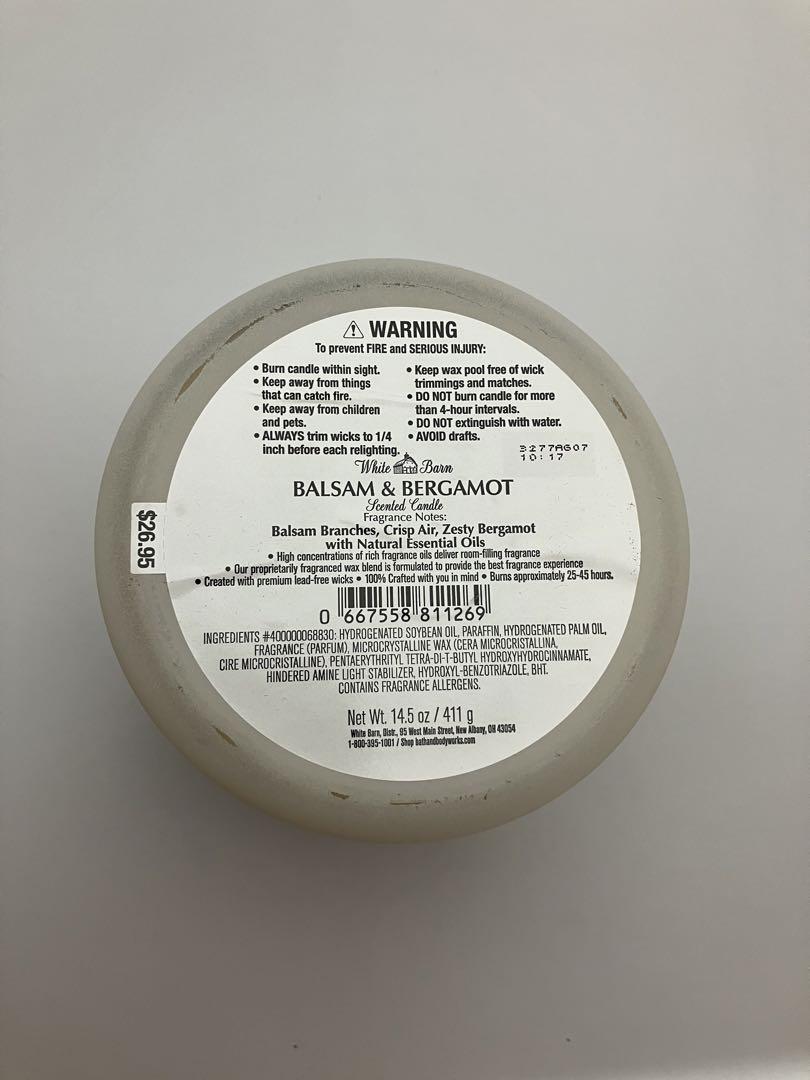 ⚠ WARNING
To prevent FIRE and SERIOUS INJURY:
• Burn candle within sight.
• Keep away from things
that can catch fire.
• Keep away from children
and pets.
• ALWAYS trim wicks to 1/4
inch before each relighting.
• Keep wax pool free of wick
trimmings and matches.
• DO NOT burn candle for more
than 4-hour intervals.
• DO NOT extinguish with water.
• AVOID drafts.
3277AG07
10:17
White Barn
BALSAM & BERGAMOT
Scented Candle
Fragrance Notes:
Balsam Branches, Crisp Air, Zesty Bergamot
with Natural Essential Oils
• High concentrations of rich fragrance oils deliver room-filling fragrance
• Our proprietarily fragranced wax blend is formulated to provide the best fragrance experience
• Created with premium lead-free wicks • 100% Crafted with you in mind • Burns approximately 25-45 hours.
$26.95
0 667558 811269
INGREDIENTS #400000068830: HYDROGENATED SOYBEAN OIL, PARAFFIN, HYDROGENATED PALM OIL,
FRAGRANCE (PARFUM), MICROCRYSTALLINE WAX (CERA MICROCRISTALLINA,
CIRE MICROCRISTALLINE), PENTAERYTHRITYL TETRA-DI-T-BUTYL HYDROXYHYDROCINNAMATE,
HINDERED AMINE LIGHT STABILIZER, HYDROXYL-BENZOTRIAZOLE, BHT.
CONTAINS FRAGRANCE ALLERGENS.
Net Wt. 14.5 oz / 411 g
White Barn, Distr., 95 West Main Street, New Albany, OH 43054
1-800-395-1001 / Shop bathandbodyworks.com